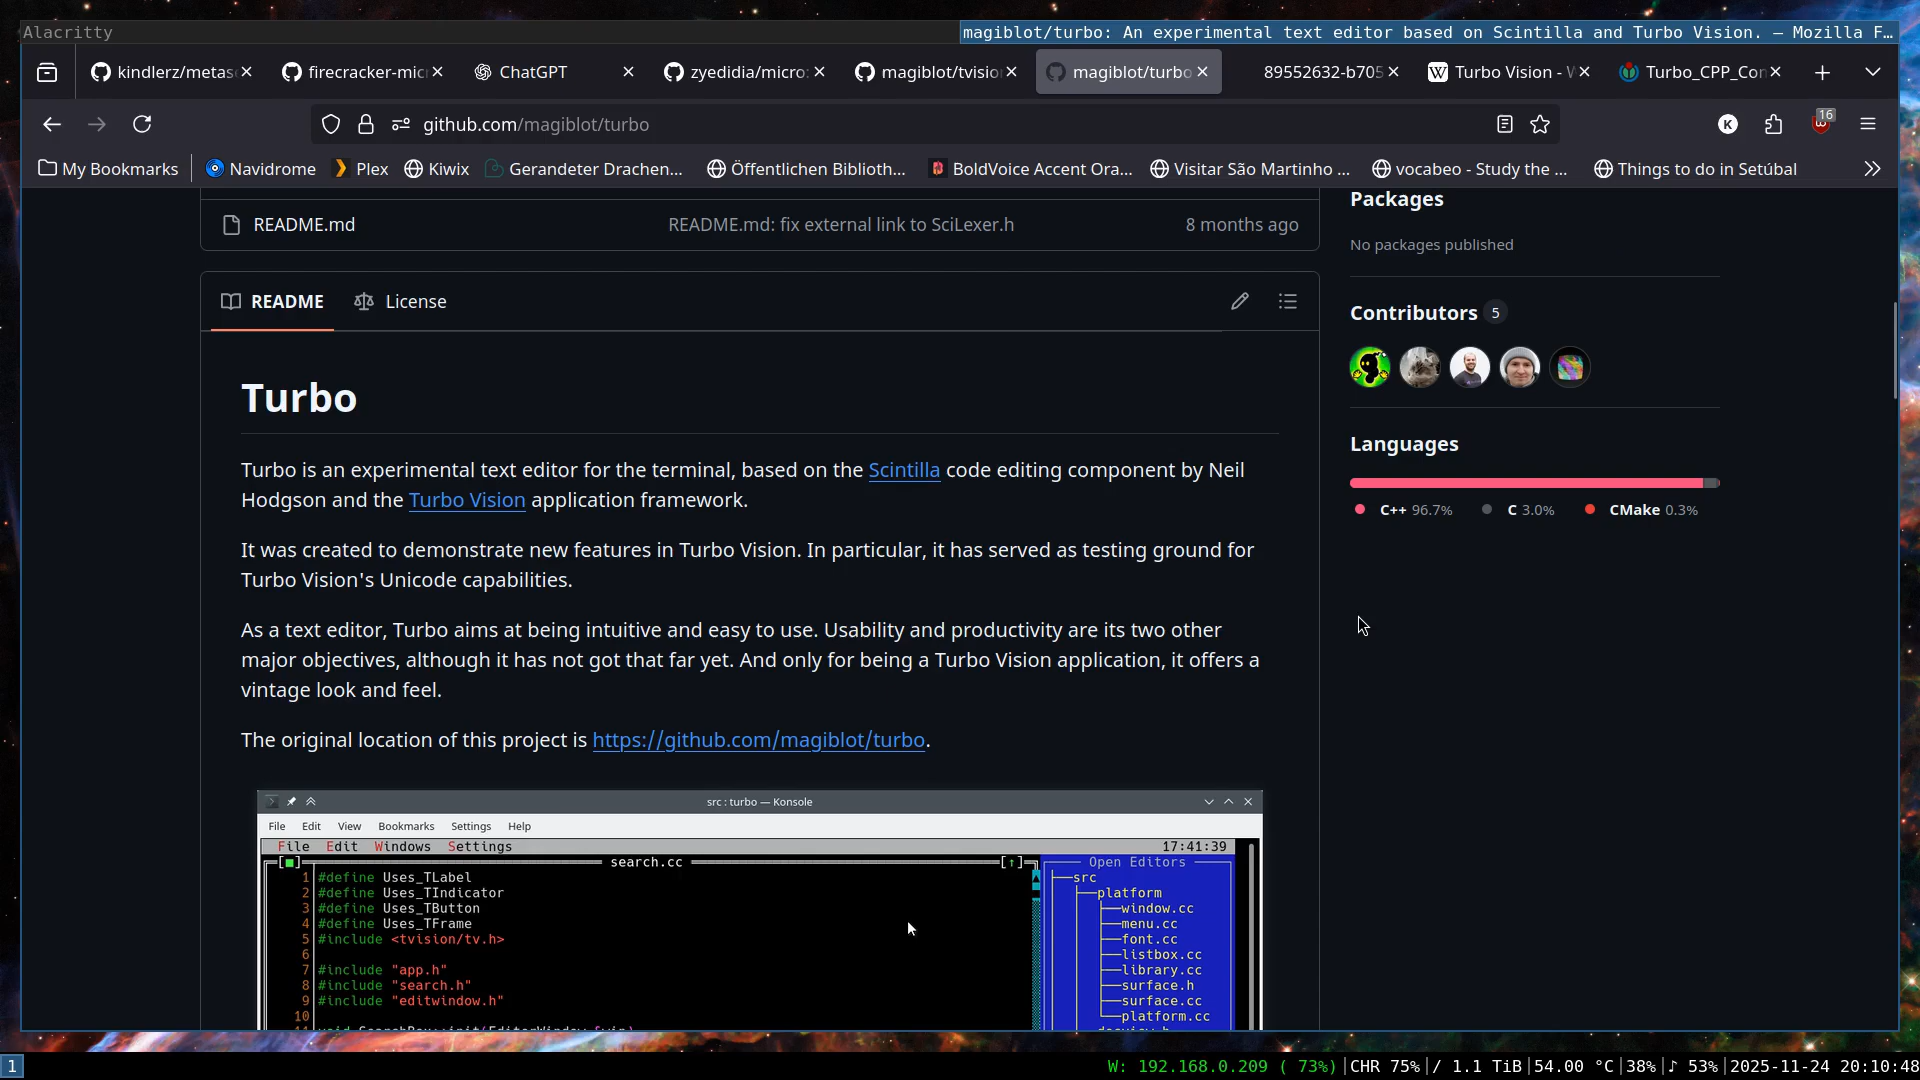 Alacritty
magiblot/turbo: An experimental text editor based on Scintilla and Turbo Vision. — Mozilla F…
kindlerz/metas
firecracker-mic
ChatGPT
zyedidia/micro:
magiblot/tvisio
magiblot/turbo
89552632-b705
Turbo Vision - W
Turbo_CPP_Con
github.com/magiblot/turbo
K
16
My Bookmarks
Navidrome
Plex
Kiwix
Gerandeter Drachen...
Öffentlichen Biblioth...
BoldVoice Accent Ora...
Visitar São Martinho ...
vocabeo - Study the ...
Things to do in Setúbal
README.md
README.md: fix external link to SciLexer.h
8 months ago
README
License
Turbo
Turbo is an experimental text editor for the terminal, based on the Scintilla code editing component by Neil
Hodgson and the Turbo Vision application framework.
It was created to demonstrate new features in Turbo Vision. In particular, it has served as testing ground for
Turbo Vision's Unicode capabilities.
As a text editor, Turbo aims at being intuitive and easy to use. Usability and productivity are its two other
major objectives, although it has not got that far yet. And only for being a Turbo Vision application, it offers a
vintage look and feel.
The original location of this project is https://github.com/magiblot/turbo.
src : turbo — Konsole
File Edit View Bookmarks Settings Help
File Edit Windows Settings 17:41:39
[■] search.cc [↑]
1 #define Uses_TLabel
2 #define Uses_TIndicator
3 #define Uses_TButton
4 #define Uses_TFrame
5 #include <tvision/tv.h>
6
7 #include "app.h"
8 #include "search.h"
9 #include "editwindow.h"
10
Open Editors
src
platform
window.cc
menu.cc
font.cc
listbox.cc
library.cc
surface.h
surface.cc
platform.cc
Packages
No packages published
Contributors 5
Languages
C++ 96.7%
C 3.0%
CMake 0.3%
1
W: 192.168.0.209 ( 73%)|CHR 75%|/ 1.1 TiB|54.00 °C|38%|♪ 53%|2025-11-24 20:10:48